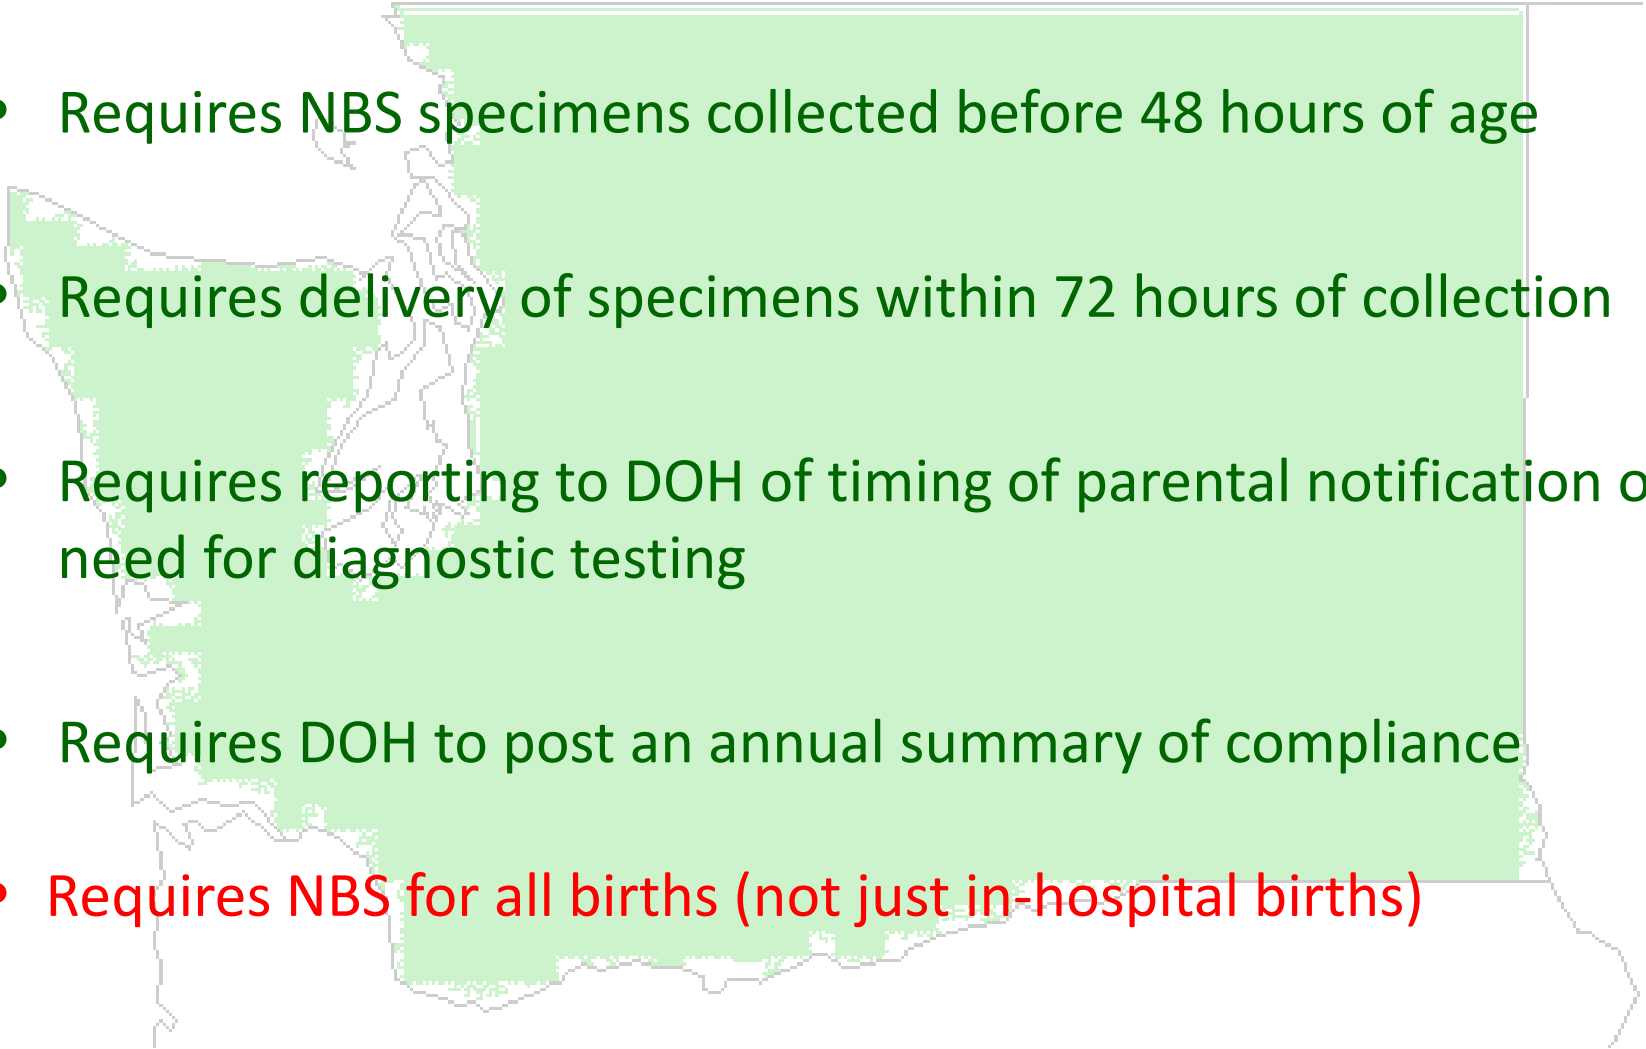 • Requires NBS specimens collected before 48 hours of age
• Requires delivery of specimens within 72 hours of collection
• Requires reporting to DOH of timing of parental notification o
need for diagnostic testing
• Requires DOH to post an annual summary of compliance
• Requires NBS for all births (not just in-hospital births)